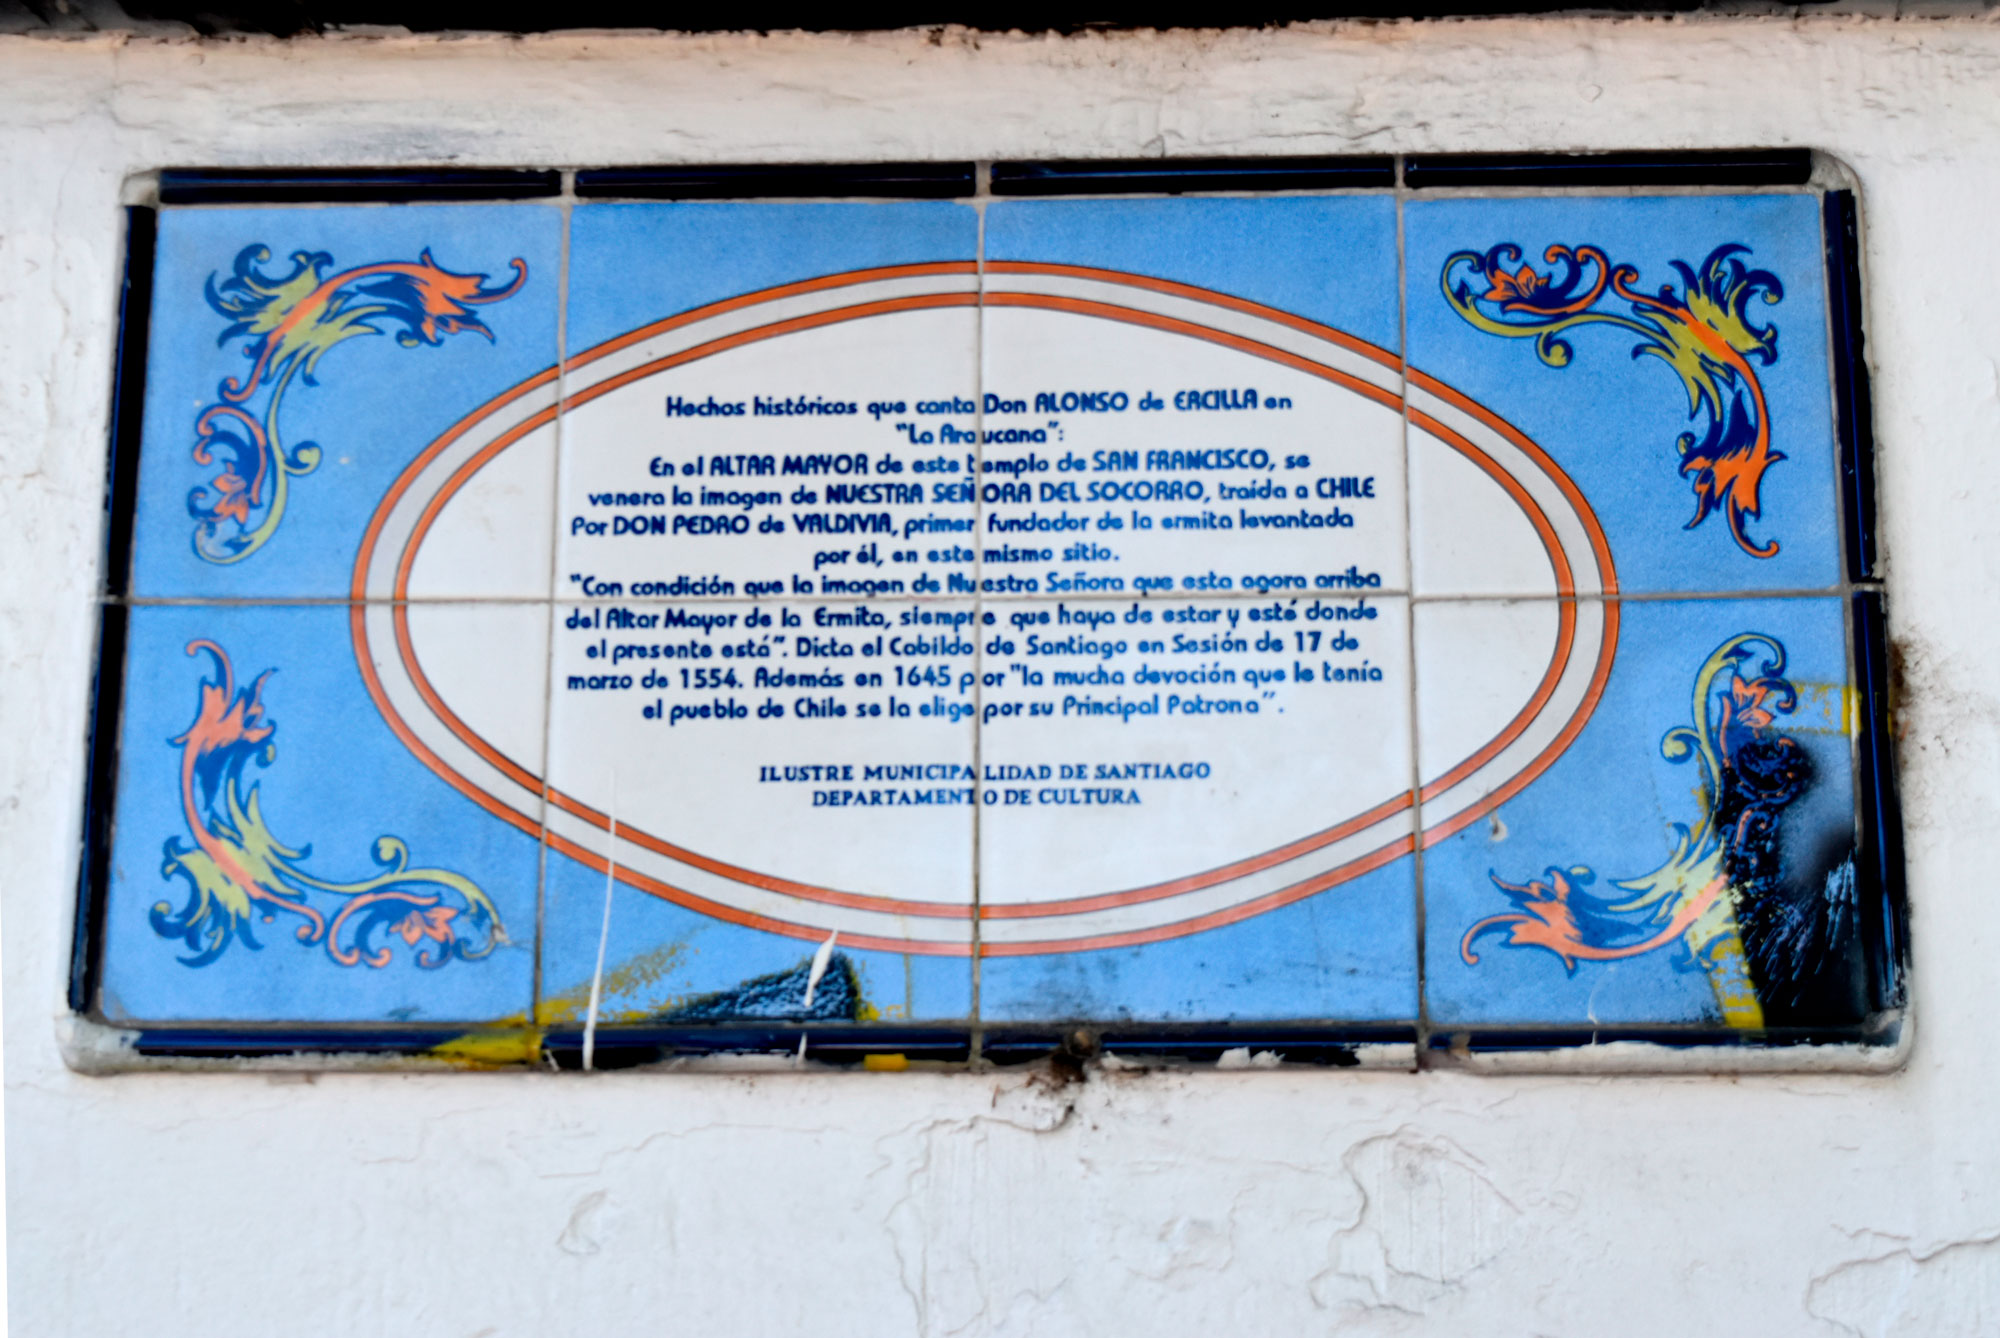 Hechos históricos que canta Don ALONSO de ERCILLA en
"La Araucana":
En el ALTAR MAYOR de este templo de SAN FRANCISCO, se
venera la imagen de NUESTRA SEÑORA DEL SOCORRO, traída a CHILE
Por DON PEDRO de VALDIVIA, primer fundador de la ermita levantada
por él, en este mismo sitio.
"Con condición que la imagen de Nuestra Señora que esta agora arriba
del Altar Mayor de la Ermita, siempre que haya de estar y esté donde
el presente está". Dicta el Cabildo de Santiago en Sesión de 17 de
marzo de 1554. Además en 1645 por "la mucha devoción que le tenía
el pueblo de Chile se la elige por su Principal Patrona".
ILUSTRE MUNICIPALIDAD DE SANTIAGO
DEPARTAMENTO DE CULTURA